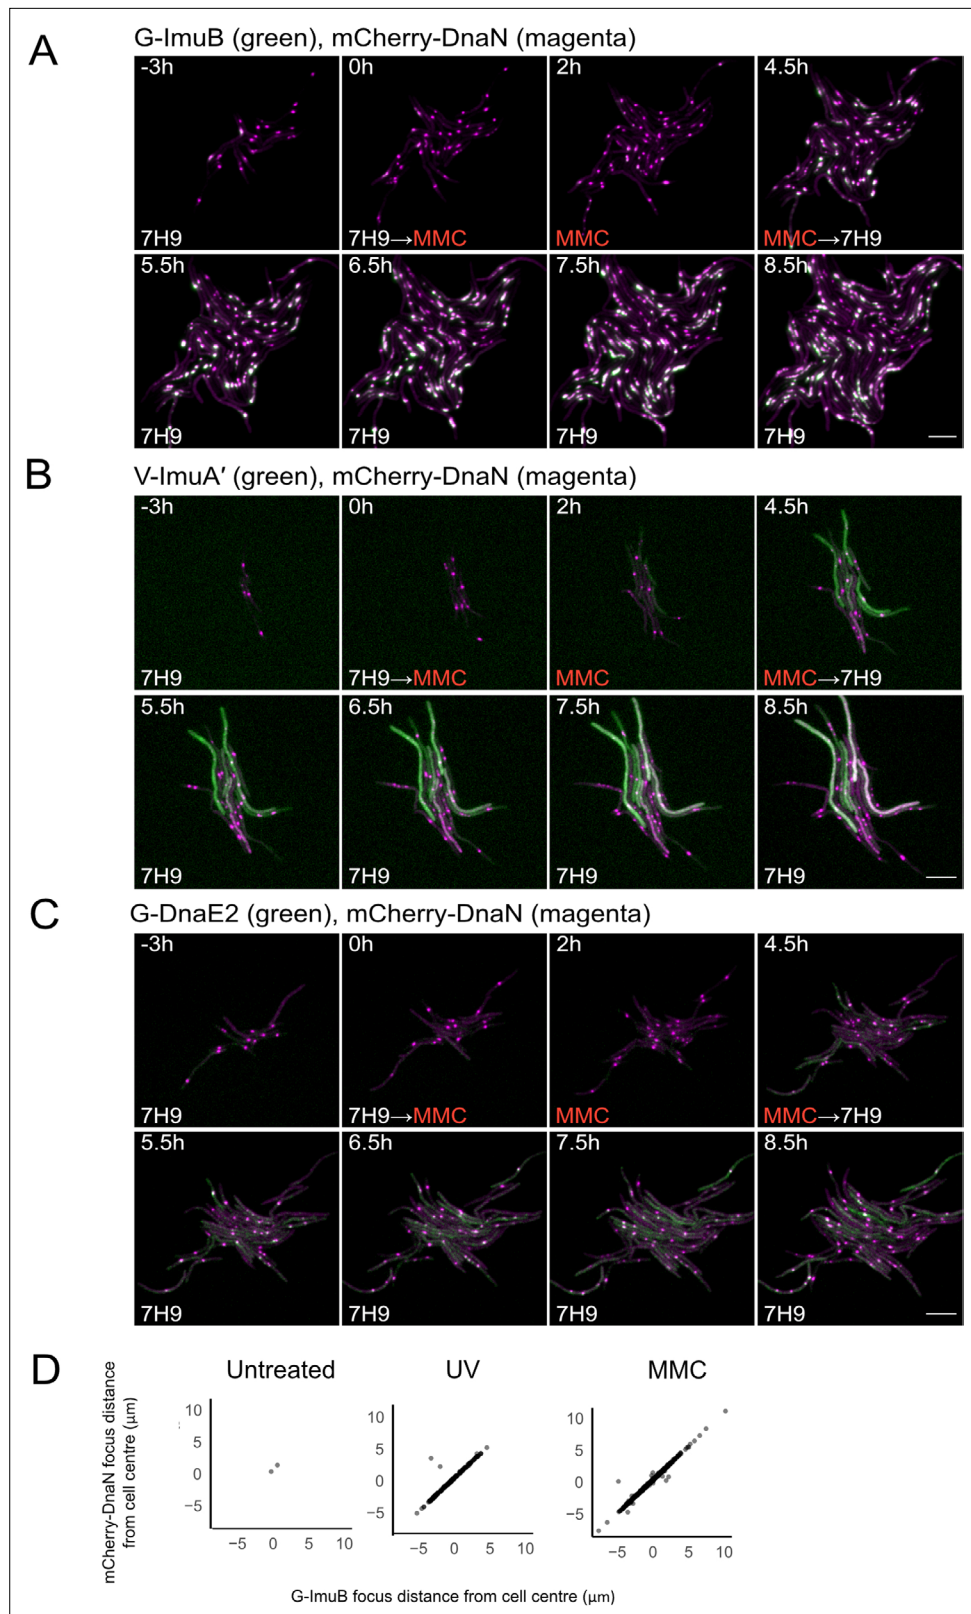 A
G-ImuB (green), mCherry-DnaN (magenta)
-3h 0h 2h 4.5h
7H9 7H9→MMC MMC MMC→7H9
5.5h 6.5h 7.5h 8.5h
7H9 7H9 7H9 7H9
B
V-ImuA′ (green), mCherry-DnaN (magenta)
-3h 0h 2h 4.5h
7H9 7H9→MMC MMC MMC→7H9
5.5h 6.5h 7.5h 8.5h
7H9 7H9 7H9 7H9
C
G-DnaE2 (green), mCherry-DnaN (magenta)
-3h 0h 2h 4.5h
7H9 7H9→MMC MMC MMC→7H9
5.5h 6.5h 7.5h 8.5h
7H9 7H9 7H9 7H9
D
Untreated UV MMC
mCherry-DnaN focus distance
from cell centre (μm)
10 10 10
5 5 5
0 0 0
−5 −5 −5
−5 0 5 10 −5 0 5 10 −5 0 5 10
G-ImuB focus distance from cell centre (μm)